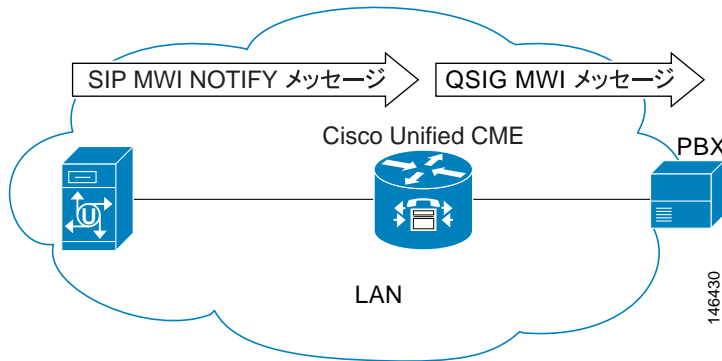 SIP MWI NOTIFY メッセージ
QSIG MWI メッセージ
Cisco Unified CME
PBX
U
LAN
146430